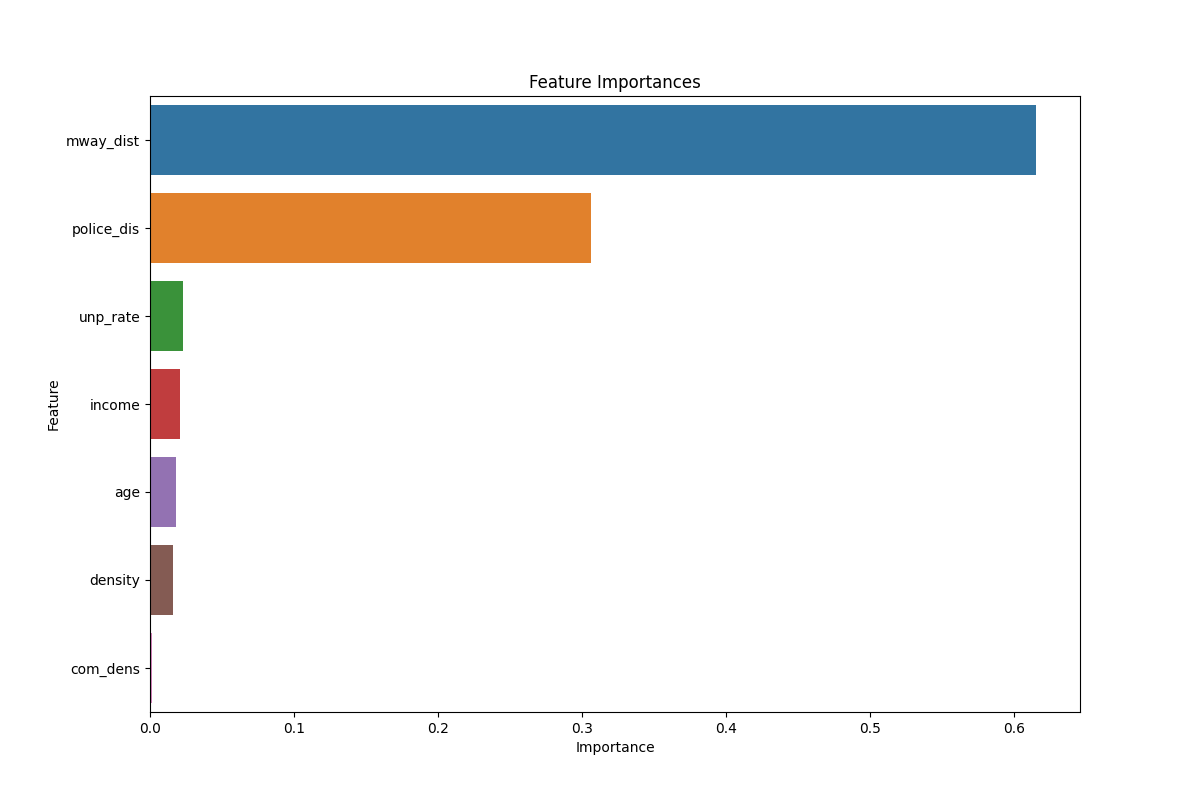 Feature Importances
mway_dist
police_dis
unp_rate
income
age
density
com_dens
Feature
0.0 0.1 0.2 0.3 0.4 0.5 0.6
Importance